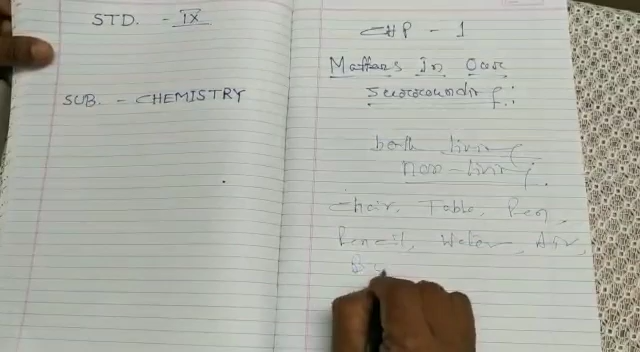 STD. - IX
SUB. - CHEMISTRY
CHP - 1
Matters In Our
Surrounding :
both living
non-living.
Chair, Table, Pen,
Pencil, Water, Air,